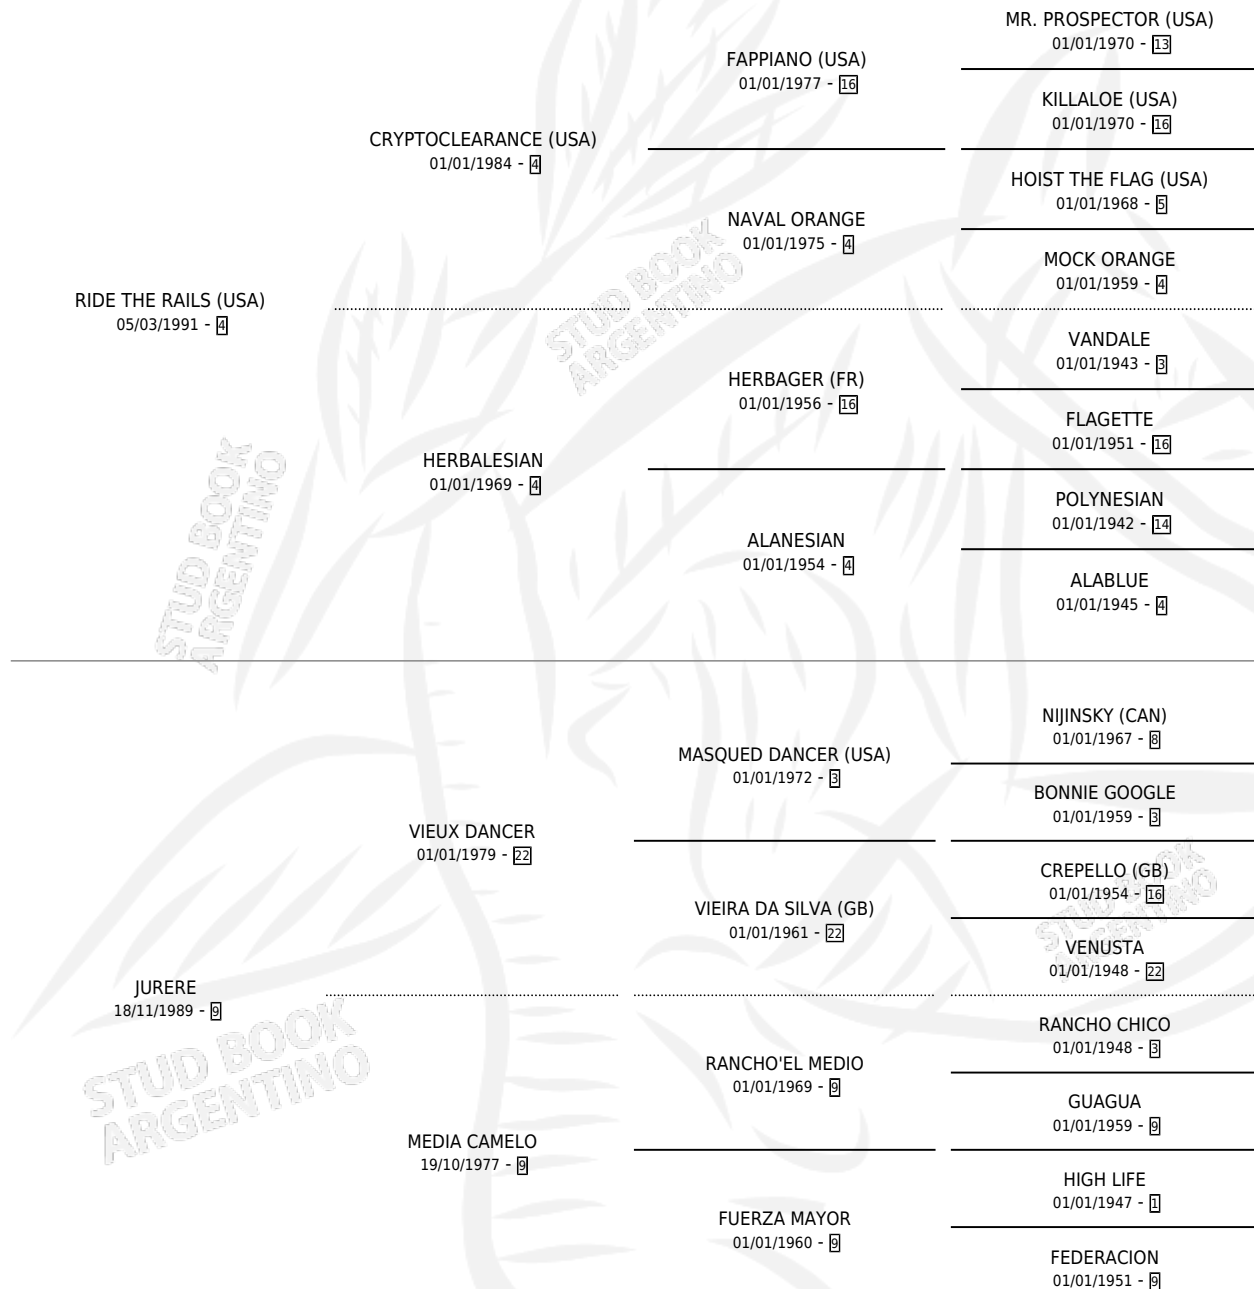 MR. PROSPECTOR (USA)
01/01/1970 - 13
FAPPIANO (USA)
01/01/1977 - 16
KILLALOE (USA)
01/01/1970 - 16
CRYPTOCLEARANCE (USA)
01/01/1984 - 4
HOIST THE FLAG (USA)
01/01/1968 - 5
NAVAL ORANGE
01/01/1975 - 4
MOCK ORANGE
01/01/1959 - 4
RIDE THE RAILS (USA)
05/03/1991 - 4
VANDALE
01/01/1943 - 3
HERBAGER (FR)
01/01/1956 - 16
FLAGETTE
01/01/1951 - 16
HERBALESIAN
01/01/1969 - 4
POLYNESIAN
01/01/1942 - 14
ALANESIAN
01/01/1954 - 4
ALABLUE
01/01/1945 - 4
NIJINSKY (CAN)
01/01/1967 - 8
MASQUED DANCER (USA)
01/01/1972 - 3
BONNIE GOOGLE
01/01/1959 - 3
VIEUX DANCER
01/01/1979 - 22
CREPELLO (GB)
01/01/1954 - 16
VIEIRA DA SILVA (GB)
01/01/1961 - 22
VENUSTA
01/01/1948 - 22
JURERE
18/11/1989 - 9
RANCHO CHICO
01/01/1948 - 3
RANCHO'EL MEDIO
01/01/1969 - 9
GUAGUA
01/01/1959 - 9
MEDIA CAMELO
19/10/1977 - 9
HIGH LIFE
01/01/1947 - 1
FUERZA MAYOR
01/01/1960 - 9
FEDERACION
01/01/1951 - 9
STUD BOOK
ARGENTINO
STUD BOOK
ARGENTINO
STUD BOOK
ARGENTINO
STUD BOOK
ARGENTINO